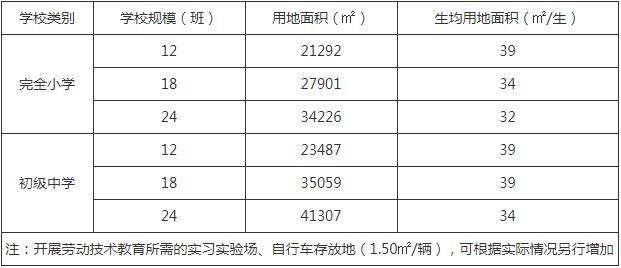 学校类别 学校规模（班） 用地面积（㎡） 生均用地面积（㎡/生）
完全小学 12 21292 39
18 27901 34
24 34226 32
初级中学 12 23487 39
18 35059 39
24 41307 34
注：开展劳动技术教育所需的实习实验场、自行车存放地（1.50㎡/辆），可根据实际情况另行增加